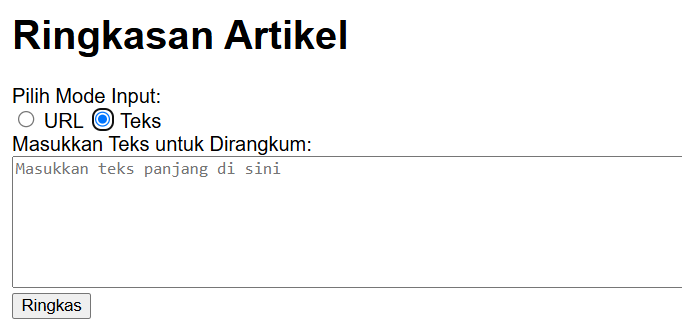 Ringkasan Artikel
Pilih Mode Input:
URL Teks
Masukkan Teks untuk Dirangkum:
Masukkan teks panjang di sini
Ringkas